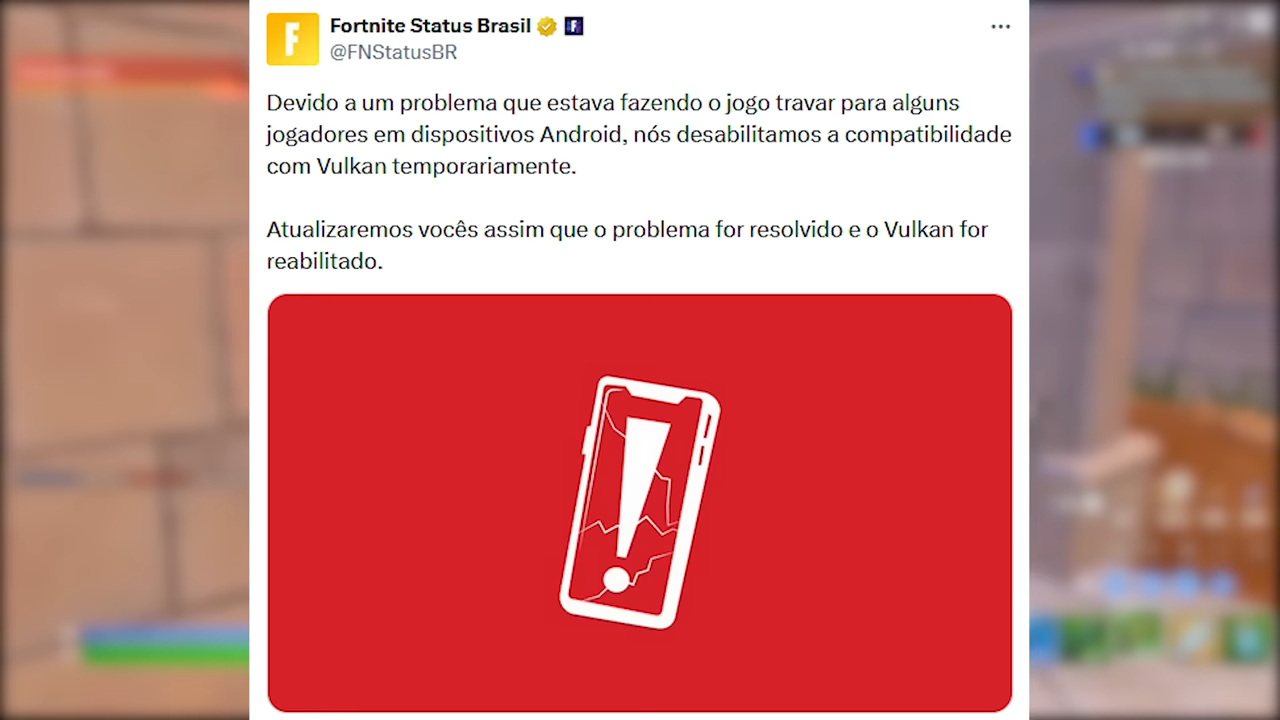 Fortnite Status Brasil
@FNStatusBR
Devido a um problema que estava fazendo o jogo travar para alguns
jogadores em dispositivos Android, nós desabilitamos a compatibilidade
com Vulkan temporariamente.
Atualizaremos vocês assim que o problema for resolvido e o Vulkan for
reabilitado.